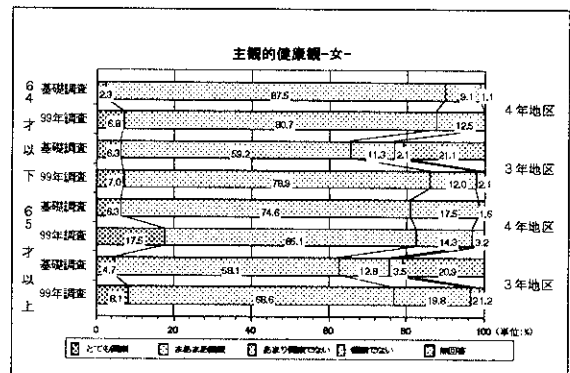 主観的健康観-女-
64才以下
65才以上
基礎調査 2.3 87.5 9.1 1.1
4年地区
99年調査 6.8 80.7 12.5
基礎調査 6.3 59.2 11.3 2.1 21.1
3年地区
99年調査 7.0 78.9 12.0 2.1
基礎調査 6.3 74.6 17.5 1.6
4年地区
99年調査 17.5 65.1 14.3 3.2
基礎調査 4.7 58.1 12.8 3.5 20.9
3年地区
99年調査 8.1 68.6 19.8 21.2
0 20 40 60 80 100 (単位:%)
とても健康 まあまあ健康 あまり健康でない 健康でない 無回答